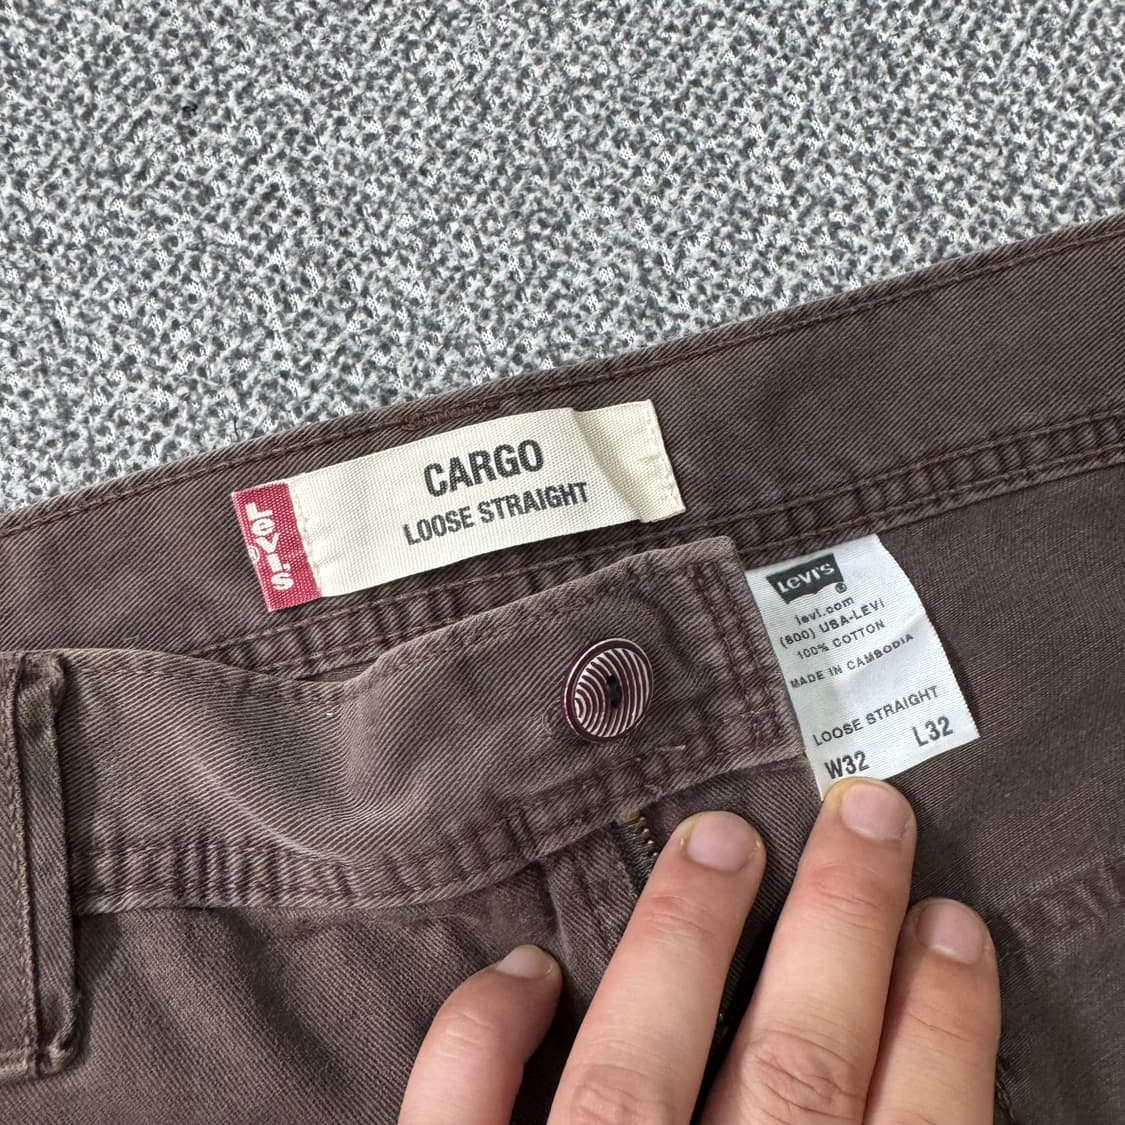 Levi's
®
CARGO
LOOSE STRAIGHT
LEVI'S
®
levi.com
(800) USA-LEVI
100% COTTON
MADE IN CAMBODIA
LOOSE STRAIGHT
W32 L32